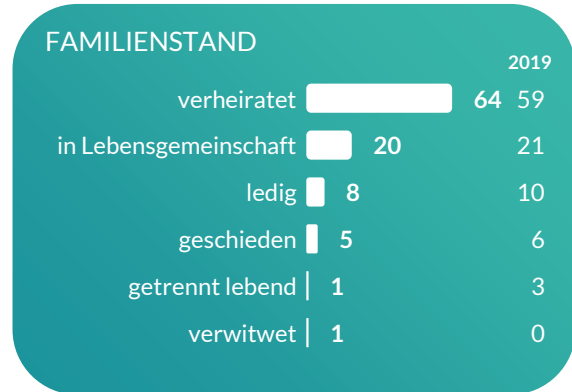 FAMILIENSTAND
2019
verheiratet 64 59
in Lebensgemeinschaft 20 21
ledig 8 10
geschieden 5 6
getrennt lebend 1 3
verwitwet 1 0